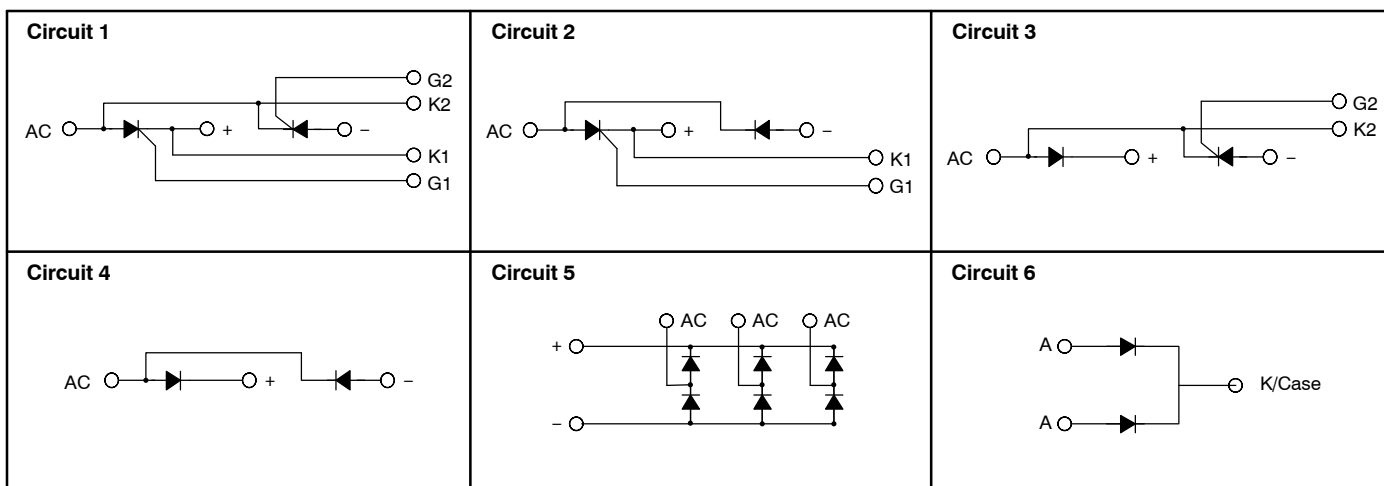 Circuit 1
G2
K2
AC
+
−
K1
G1
Circuit 2
AC
+
−
K1
G1
Circuit 3
G2
K2
AC
+
−
Circuit 4
AC
+
−
Circuit 5
AC AC AC
+
−
Circuit 6
A
K/Case
A